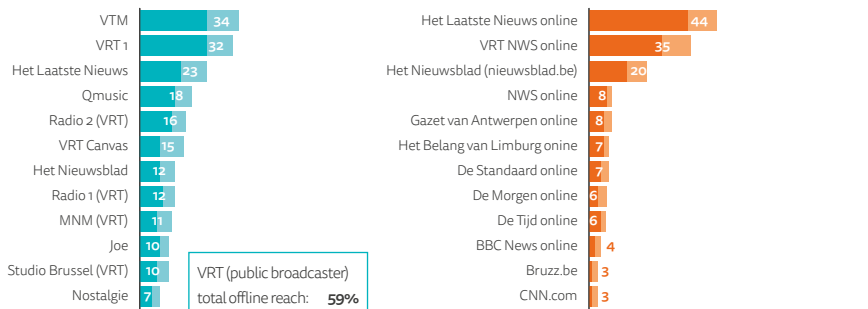 VTM 34
VRT 1 32
Het Laatste Nieuws 23
Qmusic 18
Radio 2 (VRT) 16
VRT Canvas 15
Het Nieuwsblad 12
Radio 1 (VRT) 12
MNM (VRT) 11
Joe 10
Studio Brussel (VRT) 10
Nostalgie 7
VRT (public broadcaster)
total offline reach: 59%
Het Laatste Nieuws online 44
VRT NWS online 35
Het Nieuwsblad (nieuwsblad.be) 20
NWS online 8
Gazet van Antwerpen online 8
Het Belang van Limburg onine 7
De Standaard online 7
De Morgen online 6
De Tijd online 6
BBC News online 4
Bruzz.be 3
CNN.com 3